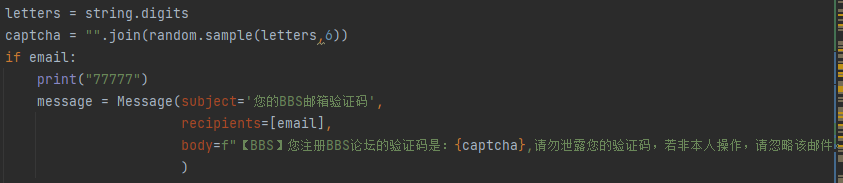 letters = string.digits
captcha = "".join(random.sample(letters,6))
if email:
print("77777")
message = Message(subject='您的BBS邮箱验证码',
recipients=[email],
body=f"【BBS】您注册BBS论坛的验证码是：{captcha},请勿泄露您的验证码，若非本人操作，请忽略该邮件
)